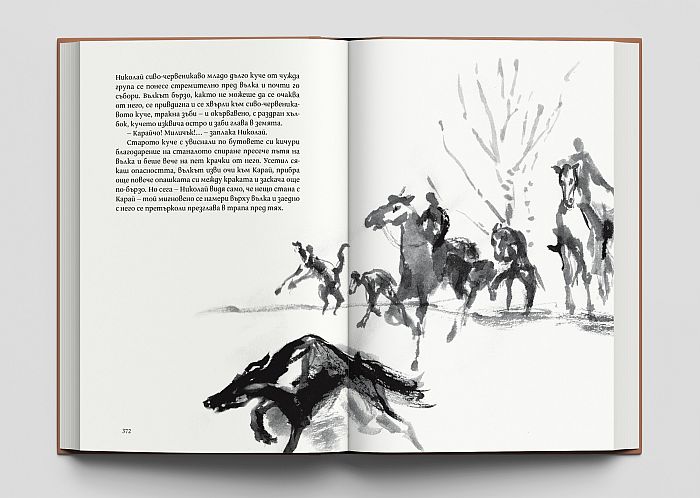 Николай сиво-червеникаво младо дълго куче от чужда
група се понесе стремително пред вълка и почти го
събори. Вълкът бързо, както не можеше да се очаква
от него, се привдигна и се хвърли към сиво-червеника-
вото куче, тракна зъби – и окървавено, с раздран хъл-
бок, кучето изквича остро и заби глава в земята.
– Карайчо! Миличък!… – заплака Николай.
Старото куче с увиснали по бутовете си кичури
благодарение на станалото спиране пресече пътя на
вълка и беше вече на пет крачки от него. Усетил ся-
каш опасността, вълкът изви очи към Карай, прибра
още повече опашката си между краката и заскача още
по-бързо. Но сега – Николай видя само, че нещо стана с
Карай – той мигновено се намери върху вълка и заедно
с него се претърколи презглава в трапа пред тях.
372